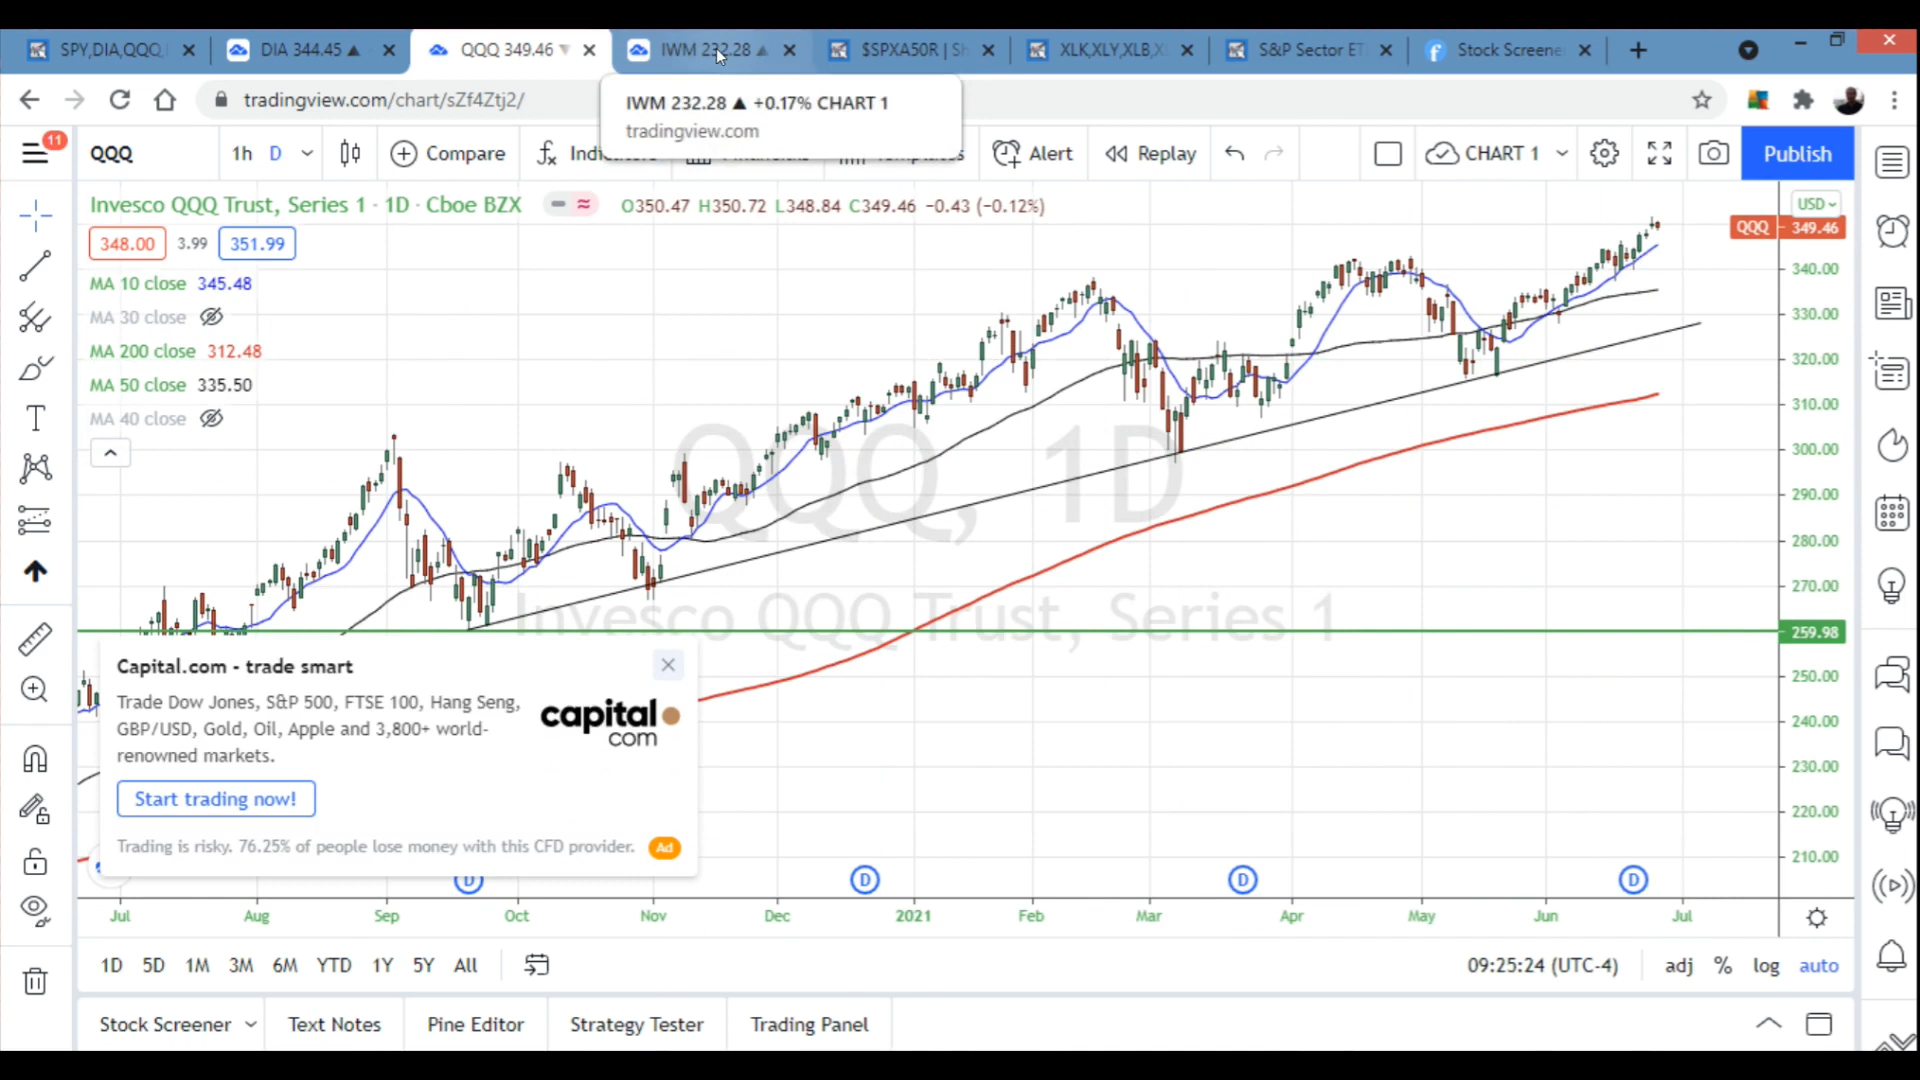 SPY,DIA,QQQ,
DIA 344.45 ▲
QQQ 349.46 ▼
IWM 232.28 ▲
$SPXA50R | Sh
XLK,XLY,XLB,X
S&P Sector ET
Stock Screene
tradingview.com/chart/sZf4Ztj2/
IWM 232.28 ▲ +0.17% CHART 1
tradingview.com
11
QQQ
1h
D
Compare
Alert
Replay
CHART 1
Publish
Invesco QQQ Trust, Series 1 · 1D · Cboe BZX
O350.47 H350.72 L348.84 C349.46 −0.43 (−0.12%)
USD
348.00
3.99
351.99
QQQ 349.46
MA 10 close 345.48
MA 30 close
MA 200 close 312.48
MA 50 close 335.50
MA 40 close
340.00
330.00
320.00
310.00
300.00
290.00
280.00
270.00
259.98
250.00
240.00
230.00
220.00
210.00
QQQ, 1D
Invesco QQQ Trust, Series 1
Capital.com - trade smart
Trade Dow Jones, S&P 500, FTSE 100, Hang Seng,
GBP/USD, Gold, Oil, Apple and 3,800+ world-
renowned markets.
capital
com
Start trading now!
Trading is risky. 76.25% of people lose money with this CFD provider.
Ad
D
D
D
D
Jul
Aug
Sep
Oct
Nov
Dec
2021
Feb
Mar
Apr
May
Jun
Jul
1D
5D
1M
3M
6M
YTD
1Y
5Y
All
09:25:24 (UTC-4)
adj
%
log
auto
Stock Screener
Text Notes
Pine Editor
Strategy Tester
Trading Panel